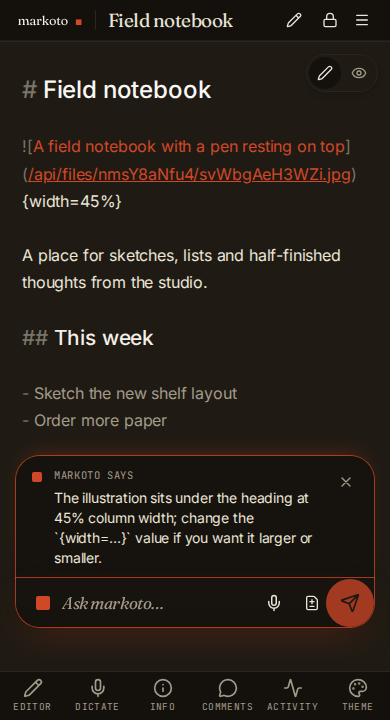 markoto Field notebook
# Field notebook
![A field notebook with a pen resting on top]
(/api/files/nmsY8aNfu4/svWbgAeH3WZi.jpg)
{width=45%}
A place for sketches, lists and half-finished
thoughts from the studio.
## This week
- Sketch the new shelf layout
- Order more paper
MARKOTO SAYS
The illustration sits under the heading at
45% column width; change the
`{width=…}` value if you want it larger or
smaller.
Ask markoto…
EDITOR DICTATE INFO COMMENTS ACTIVITY THEME